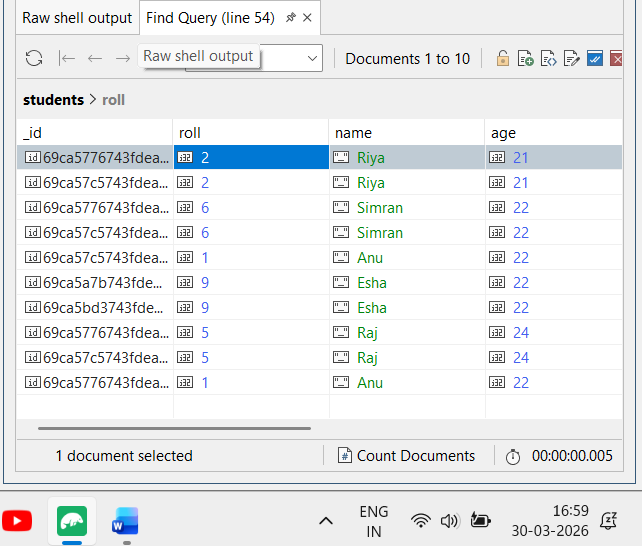 Raw shell output Find Query (line 54)
Raw shell output Documents 1 to 10
students > roll
_id roll name age
69ca5776743fdea... 2 Riya 21
69ca57c5743fdea... 2 Riya 21
69ca5776743fdea... 6 Simran 22
69ca57c5743fdea... 6 Simran 22
69ca57c5743fdea... 1 Anu 22
69ca5a7b743fde... 9 Esha 22
69ca5bd3743fde... 9 Esha 22
69ca5776743fdea... 5 Raj 24
69ca57c5743fdea... 5 Raj 24
69ca5776743fdea... 1 Anu 22
1 document selected Count Documents 00:00:00.005
ENG 16:59
IN 30-03-2026